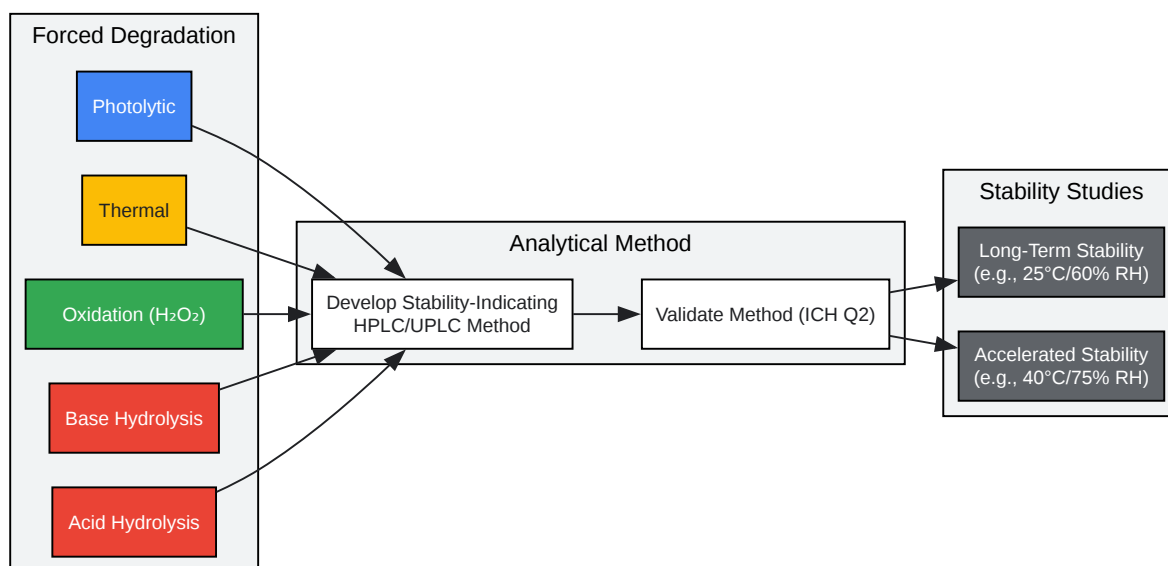 Forced Degradation
Photolytic
Thermal
Oxidation (H₂O₂)
Base Hydrolysis
Acid Hydrolysis
Analytical Method
Develop Stability-Indicating
HPLC/UPLC Method
Validate Method (ICH Q2)
Stability Studies
Long-Term Stability
(e.g., 25°C/60% RH)
Accelerated Stability
(e.g., 40°C/75% RH)